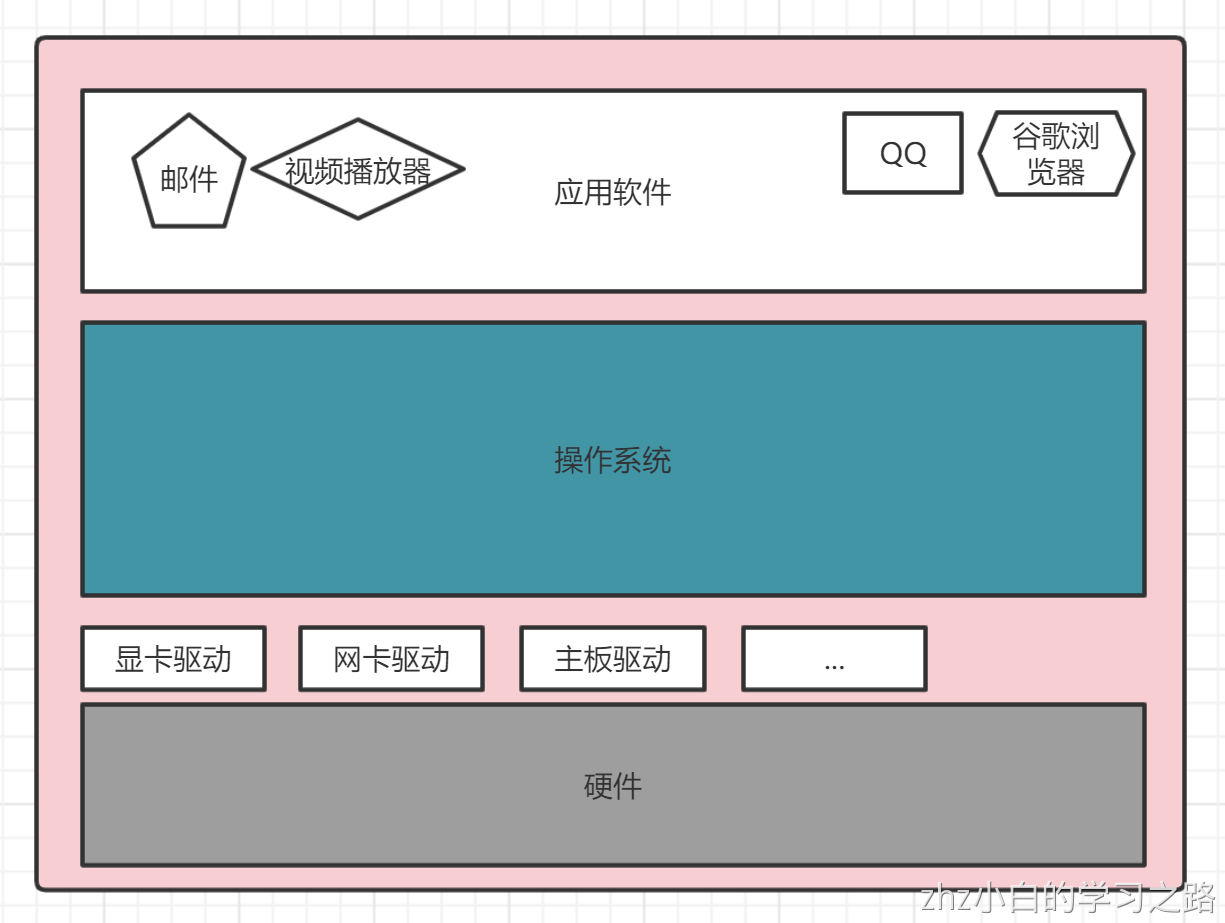 邮件
视频播放器
应用软件
QQ
谷歌浏
览器
操作系统
显卡驱动
网卡驱动
主板驱动
...
硬件
zhz小白的学习之路